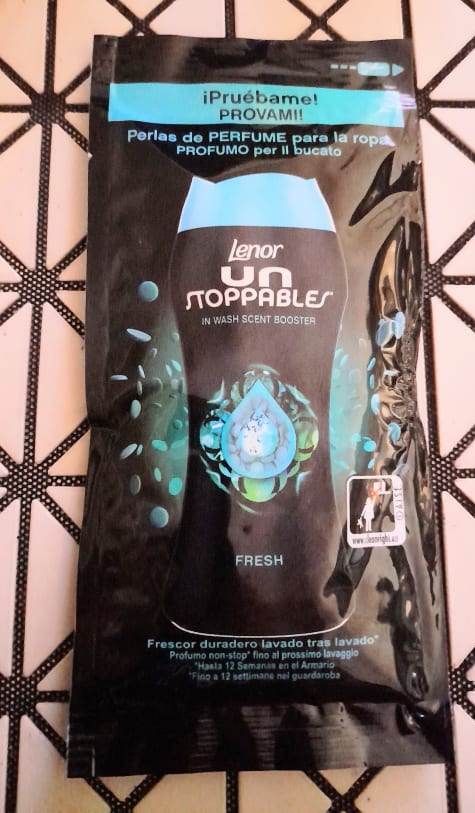 ¡Pruébame!
PROVAMI!
Perlas de PERFUME para la ropa
PROFUMO per il bucato
Lenor
UN
STOPPABLES
IN WASH SCENT BOOSTER
FRESH
A.I.S.E.
www.cleanright.eu
Frescor duradero lavado tras lavado*
Profumo non-stop* fino al prossimo lavaggio
*Hasta 12 Semanas en el Armario
*Fino a 12 settimane nel guardaroba